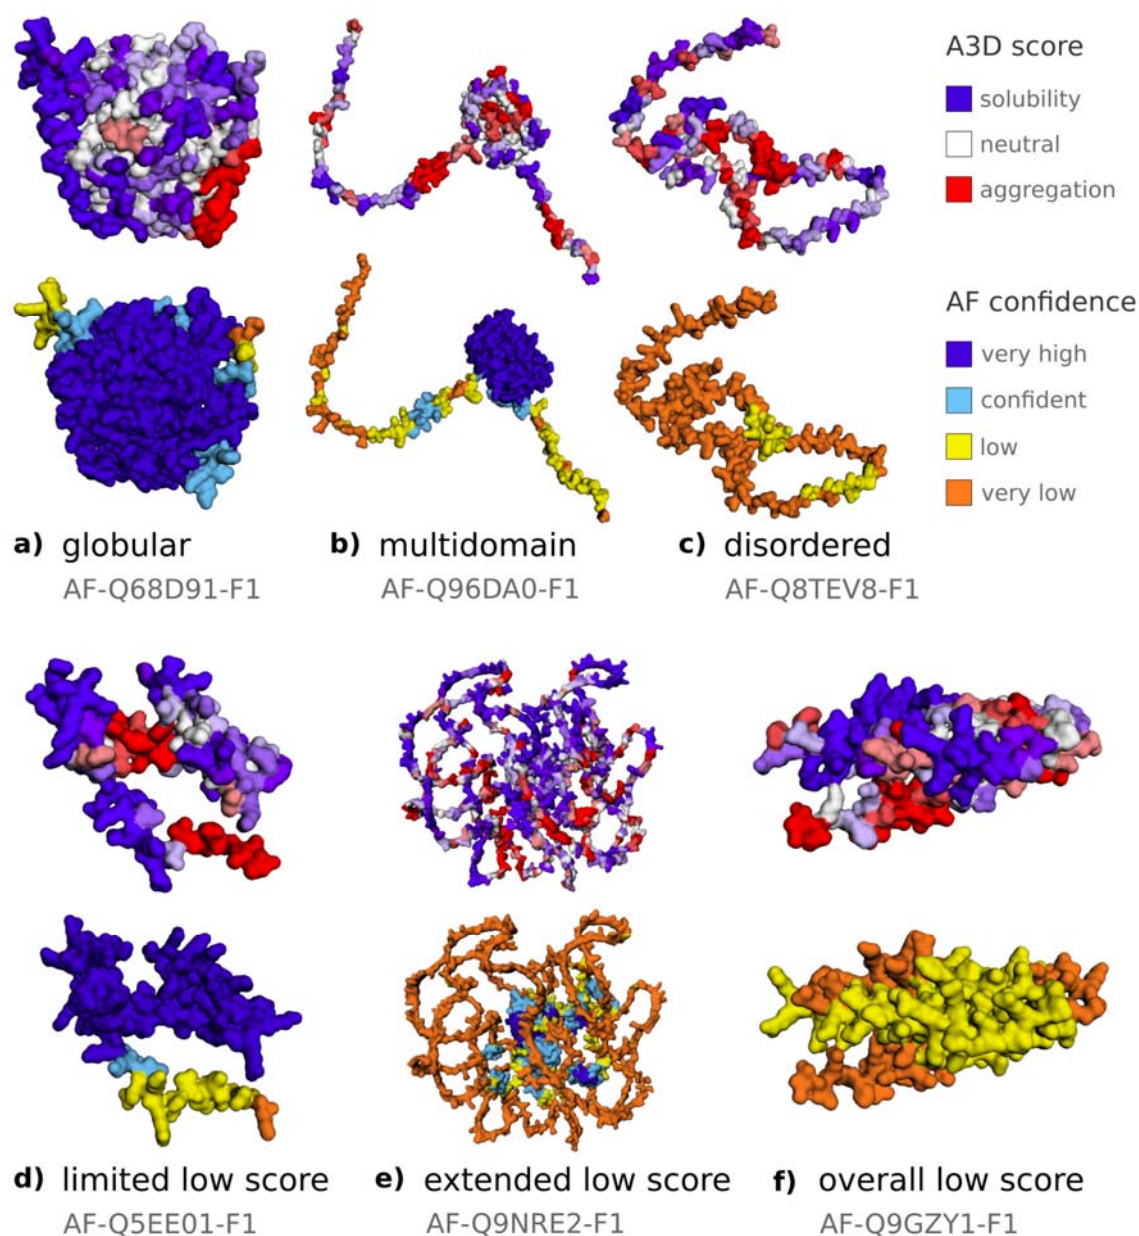 A3D score
solubility
neutral
aggregation
AF confidence
very high
confident
low
very low
a) globular
AF-Q68D91-F1
b) multidomain
AF-Q96DA0-F1
c) disordered
AF-Q8TEV8-F1
d) limited low score
AF-Q5EE01-F1
e) extended low score
AF-Q9NRE2-F1
f) overall low score
AF-Q9GZY1-F1